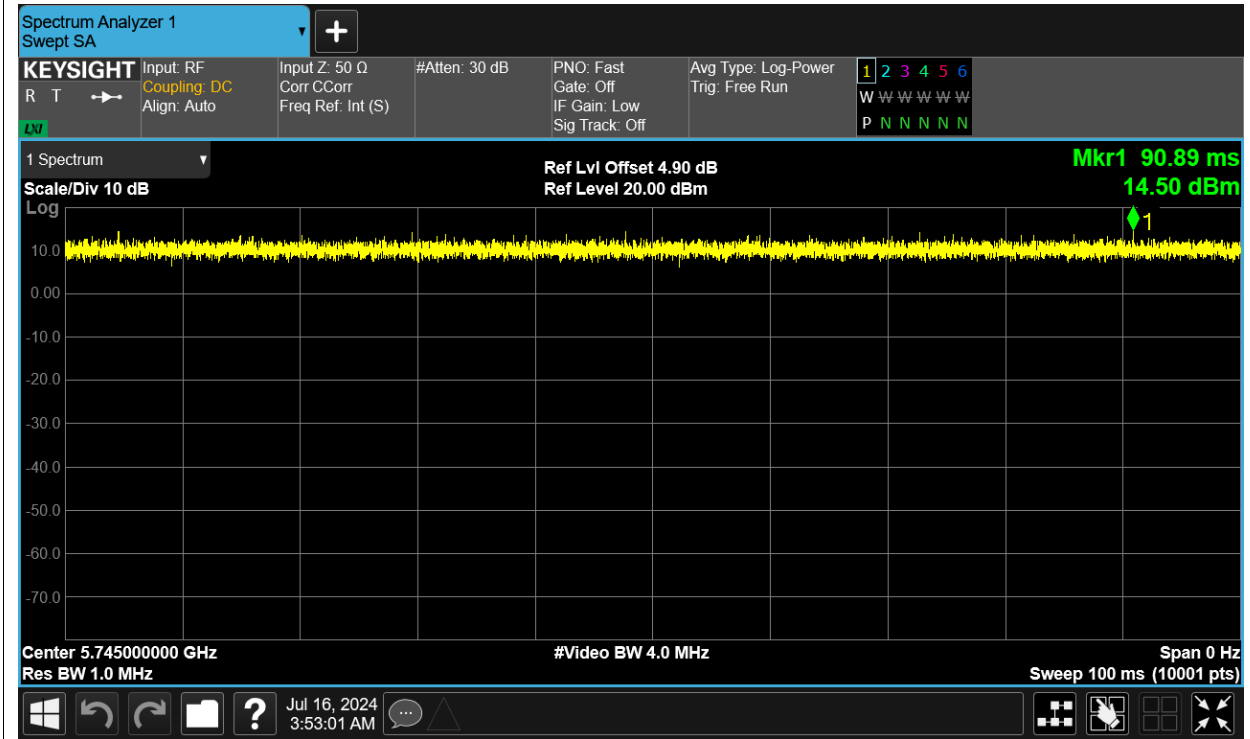 Spectrum Analyzer 1
Swept SA
KEYSIGHT
R T
LXI
Input: RF
Coupling: DC
Align: Auto
Input Z: 50 Ω
Corr CCorr
Freq Ref: Int (S)
#Atten: 30 dB
PNO: Fast
Gate: Off
IF Gain: Low
Sig Track: Off
Avg Type: Log-Power
Trig: Free Run
1 2 3 4 5 6
W W W W W W
P N N N N N
1 Spectrum
Scale/Div 10 dB
Ref Lvl Offset 4.90 dB
Ref Level 20.00 dBm
Mkr1 90.89 ms
14.50 dBm
Log
1
10.0
0.00
-10.0
-20.0
-30.0
-40.0
-50.0
-60.0
-70.0
Center 5.745000000 GHz
Res BW 1.0 MHz
#Video BW 4.0 MHz
Span 0 Hz
Sweep 100 ms (10001 pts)
?
Jul 16, 2024
3:53:01 AM